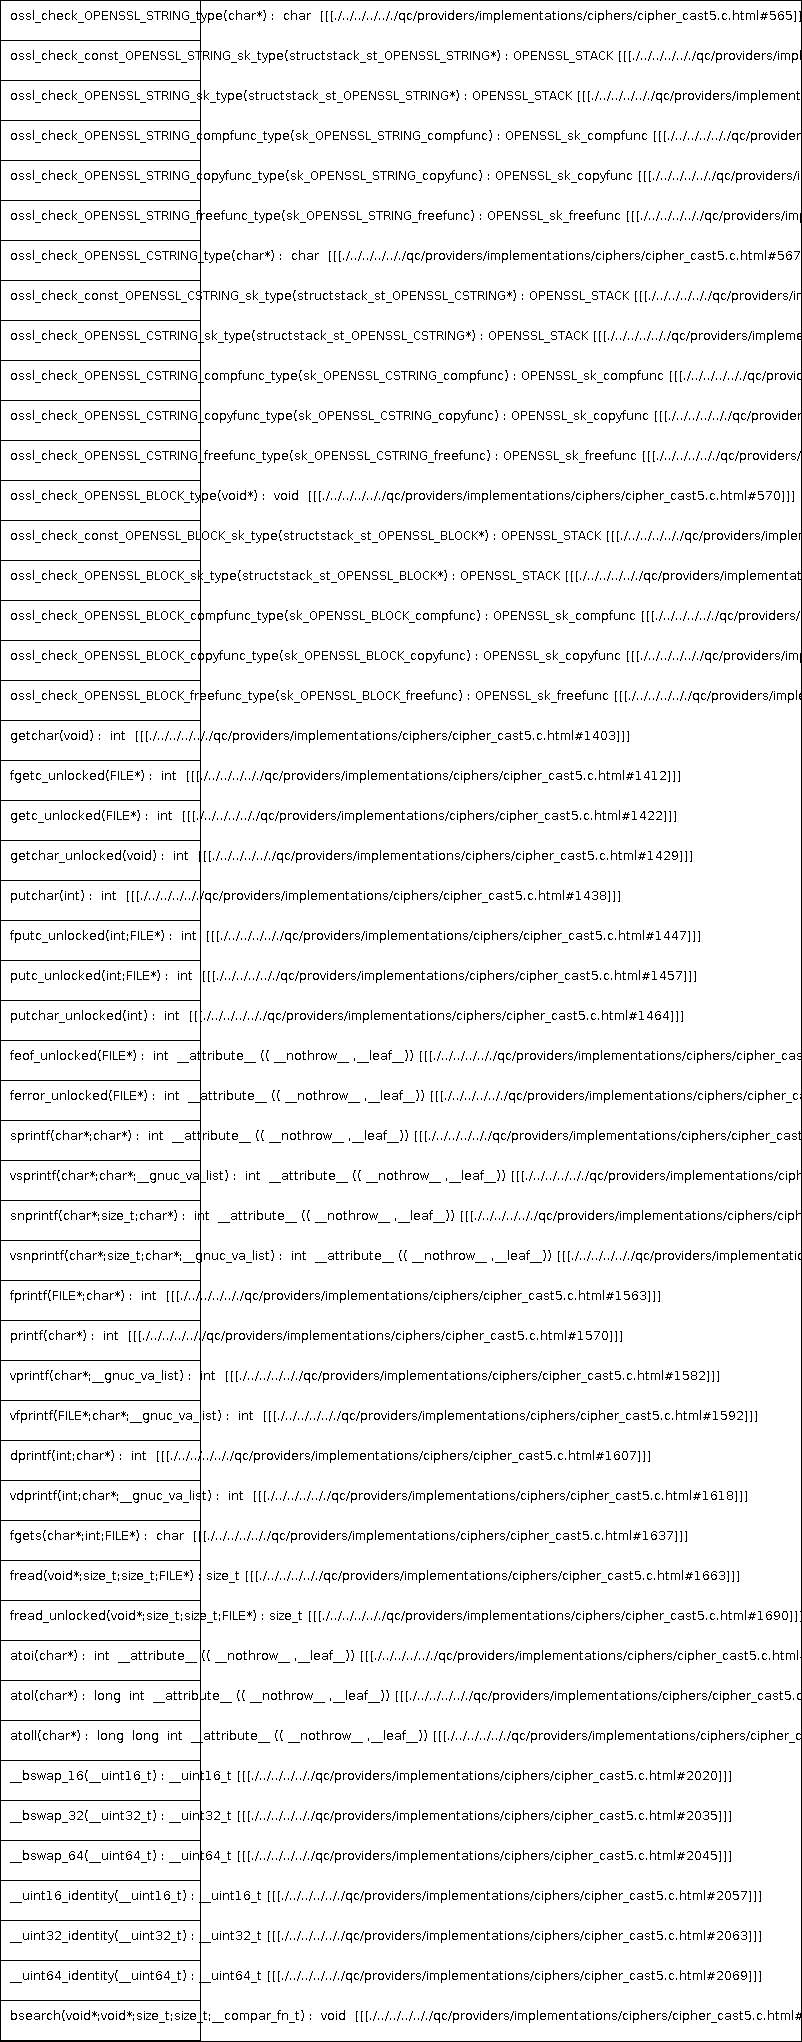 ossl_check_OPENSSL_STRING_type(char*) : char [[[./../../../../../qc/providers/implementations/ciphers/cipher_cast5.c.html#565]]
ossl_check_const_OPENSSL_STRING_sk_type(structstack_st_OPENSSL_STRING*) : OPENSSL_STACK [[[./../../../../../qc/providers/impl
ossl_check_OPENSSL_STRING_sk_type(structstack_st_OPENSSL_STRING*) : OPENSSL_STACK [[[./../../../../../qc/providers/implement
ossl_check_OPENSSL_STRING_compfunc_type(sk_OPENSSL_STRING_compfunc) : OPENSSL_sk_compfunc [[[./../../../../../qc/provider
ossl_check_OPENSSL_STRING_copyfunc_type(sk_OPENSSL_STRING_copyfunc) : OPENSSL_sk_copyfunc [[[./../../../../../qc/providers/i
ossl_check_OPENSSL_STRING_freefunc_type(sk_OPENSSL_STRING_freefunc) : OPENSSL_sk_freefunc [[[./../../../../../qc/providers/im
ossl_check_OPENSSL_CSTRING_type(char*) : char [[[./../../../../../qc/providers/implementations/ciphers/cipher_cast5.c.html#567
ossl_check_const_OPENSSL_CSTRING_sk_type(structstack_st_OPENSSL_CSTRING*) : OPENSSL_STACK [[[./../../../../../qc/providers/i
ossl_check_OPENSSL_CSTRING_sk_type(structstack_st_OPENSSL_CSTRING*) : OPENSSL_STACK [[[./../../../../../qc/providers/impleme
ossl_check_OPENSSL_CSTRING_compfunc_type(sk_OPENSSL_CSTRING_compfunc) : OPENSSL_sk_compfunc [[[./../../../../../qc/provid
ossl_check_OPENSSL_CSTRING_copyfunc_type(sk_OPENSSL_CSTRING_copyfunc) : OPENSSL_sk_copyfunc [[[./../../../../../qc/provider
ossl_check_OPENSSL_CSTRING_freefunc_type(sk_OPENSSL_CSTRING_freefunc) : OPENSSL_sk_freefunc [[[./../../../../../qc/providers/
ossl_check_OPENSSL_BLOCK_type(void*) : void [[[./../../../../../qc/providers/implementations/ciphers/cipher_cast5.c.html#570]]]
ossl_check_const_OPENSSL_BLOCK_sk_type(structstack_st_OPENSSL_BLOCK*) : OPENSSL_STACK [[[./../../../../../qc/providers/implem
ossl_check_OPENSSL_BLOCK_sk_type(structstack_st_OPENSSL_BLOCK*) : OPENSSL_STACK [[[./../../../../../qc/providers/implementat
ossl_check_OPENSSL_BLOCK_compfunc_type(sk_OPENSSL_BLOCK_compfunc) : OPENSSL_sk_compfunc [[[./../../../../../qc/providers/
ossl_check_OPENSSL_BLOCK_copyfunc_type(sk_OPENSSL_BLOCK_copyfunc) : OPENSSL_sk_copyfunc [[[./../../../../../qc/providers/im
ossl_check_OPENSSL_BLOCK_freefunc_type(sk_OPENSSL_BLOCK_freefunc) : OPENSSL_sk_freefunc [[[./../../../../../qc/providers/imple
getchar(void) : int [[[./../../../../../qc/providers/implementations/ciphers/cipher_cast5.c.html#1403]]]
fgetc_unlocked(FILE*) : int [[[./../../../../../qc/providers/implementations/ciphers/cipher_cast5.c.html#1412]]]
getc_unlocked(FILE*) : int [[[./../../../../../qc/providers/implementations/ciphers/cipher_cast5.c.html#1422]]]
getchar_unlocked(void) : int [[[./../../../../../qc/providers/implementations/ciphers/cipher_cast5.c.html#1429]]]
putchar(int) : int [[[./../../../../../qc/providers/implementations/ciphers/cipher_cast5.c.html#1438]]]
fputc_unlocked(int;FILE*) : int [[[./../../../../../qc/providers/implementations/ciphers/cipher_cast5.c.html#1447]]]
putc_unlocked(int;FILE*) : int [[[./../../../../../qc/providers/implementations/ciphers/cipher_cast5.c.html#1457]]]
putchar_unlocked(int) : int [[[./../../../../../qc/providers/implementations/ciphers/cipher_cast5.c.html#1464]]]
feof_unlocked(FILE*) : int __attribute__ (( __nothrow__ ,__leaf__)) [[[./../../../../../qc/providers/implementations/ciphers/cipher_cas
ferror_unlocked(FILE*) : int __attribute__ (( __nothrow__ ,__leaf__)) [[[./../../../../../qc/providers/implementations/ciphers/cipher_ca
sprintf(char*;char*) : int __attribute__ (( __nothrow__ ,__leaf__)) [[[./../../../../../qc/providers/implementations/ciphers/cipher_cast
vsprintf(char*;char*;__gnuc_va_list) : int __attribute__ (( __nothrow__ ,__leaf__)) [[[./../../../../../qc/providers/implementations/ciph
snprintf(char*;size_t;char*) : int __attribute__ (( __nothrow__ ,__leaf__)) [[[./../../../../../qc/providers/implementations/ciphers/ciph
vsnprintf(char*;size_t;char*;__gnuc_va_list) : int __attribute__ (( __nothrow__ ,__leaf__)) [[[./../../../../../qc/providers/implementatio
fprintf(FILE*;char*) : int [[[./../../../../../qc/providers/implementations/ciphers/cipher_cast5.c.html#1563]]]
printf(char*) : int [[[./../../../../../qc/providers/implementations/ciphers/cipher_cast5.c.html#1570]]]
vprintf(char*;__gnuc_va_list) : int [[[./../../../../../qc/providers/implementations/ciphers/cipher_cast5.c.html#1582]]]
vfprintf(FILE*;char*;__gnuc_va_list) : int [[[./../../../../../qc/providers/implementations/ciphers/cipher_cast5.c.html#1592]]]
dprintf(int;char*) : int [[[./../../../../../qc/providers/implementations/ciphers/cipher_cast5.c.html#1607]]]
vdprintf(int;char*;__gnuc_va_list) : int [[[./../../../../../qc/providers/implementations/ciphers/cipher_cast5.c.html#1618]]]
fgets(char*;int;FILE*) : char [[[./../../../../../qc/providers/implementations/ciphers/cipher_cast5.c.html#1637]]]
fread(void*;size_t;size_t;FILE*) : size_t [[[./../../../../../qc/providers/implementations/ciphers/cipher_cast5.c.html#1663]]]
fread_unlocked(void*;size_t;size_t;FILE*) : size_t [[[./../../../../../qc/providers/implementations/ciphers/cipher_cast5.c.html#1690]]]
atoi(char*) : int __attribute__ (( __nothrow__ ,__leaf__)) [[[./../../../../../qc/providers/implementations/ciphers/cipher_cast5.c.html
atol(char*) : long int __attribute__ (( __nothrow__ ,__leaf__)) [[[./../../../../../qc/providers/implementations/ciphers/cipher_cast5.c
atoll(char*) : long long int __attribute__ (( __nothrow__ ,__leaf__)) [[[./../../../../../qc/providers/implementations/ciphers/cipher_c
__bswap_16(__uint16_t) : __uint16_t [[[./../../../../../qc/providers/implementations/ciphers/cipher_cast5.c.html#2020]]]
__bswap_32(__uint32_t) : __uint32_t [[[./../../../../../qc/providers/implementations/ciphers/cipher_cast5.c.html#2035]]]
__bswap_64(__uint64_t) : __uint64_t [[[./../../../../../qc/providers/implementations/ciphers/cipher_cast5.c.html#2045]]]
__uint16_identity(__uint16_t) : __uint16_t [[[./../../../../../qc/providers/implementations/ciphers/cipher_cast5.c.html#2057]]]
__uint32_identity(__uint32_t) : __uint32_t [[[./../../../../../qc/providers/implementations/ciphers/cipher_cast5.c.html#2063]]]
__uint64_identity(__uint64_t) : __uint64_t [[[./../../../../../qc/providers/implementations/ciphers/cipher_cast5.c.html#2069]]]
bsearch(void*;void*;size_t;size_t;__compar_fn_t) : void [[[./../../../../../qc/providers/implementations/ciphers/cipher_cast5.c.html#